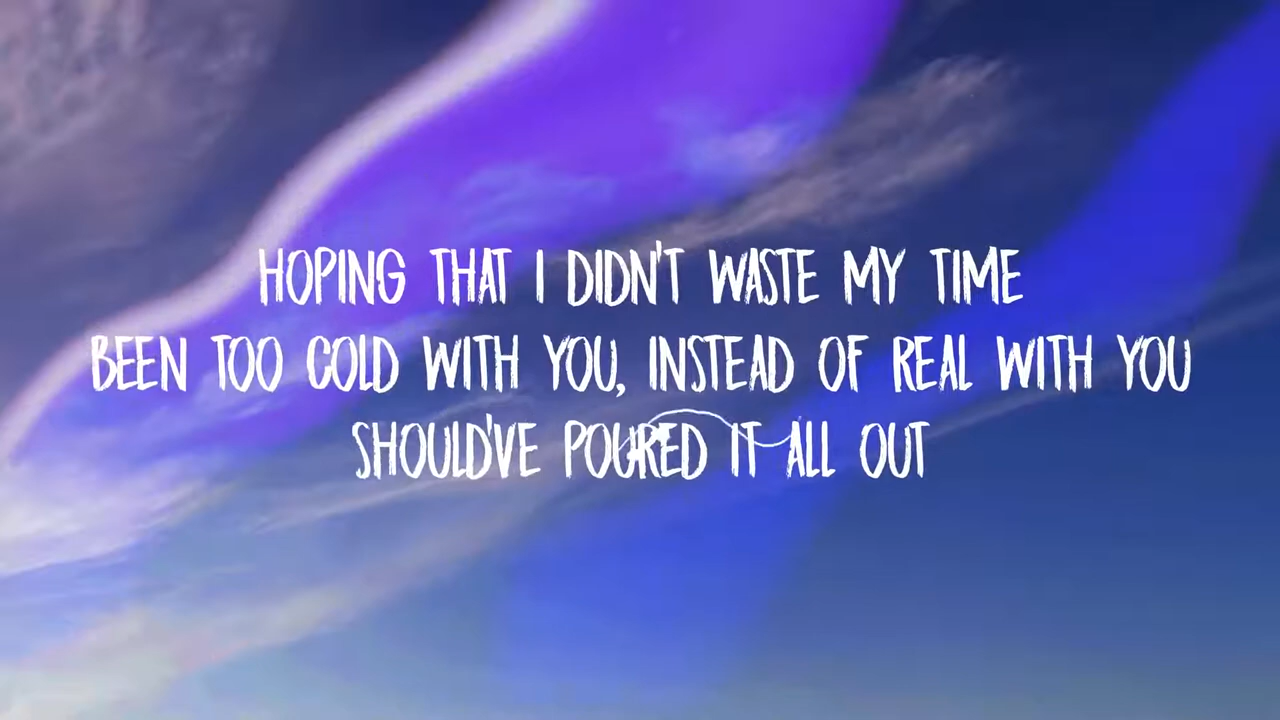 HOPING THAT I DIDN'T WASTE MY TIME
BEEN TOO COLD WITH YOU, INSTEAD OF REAL WITH YOU
SHOULD'VE POURED IT ALL OUT